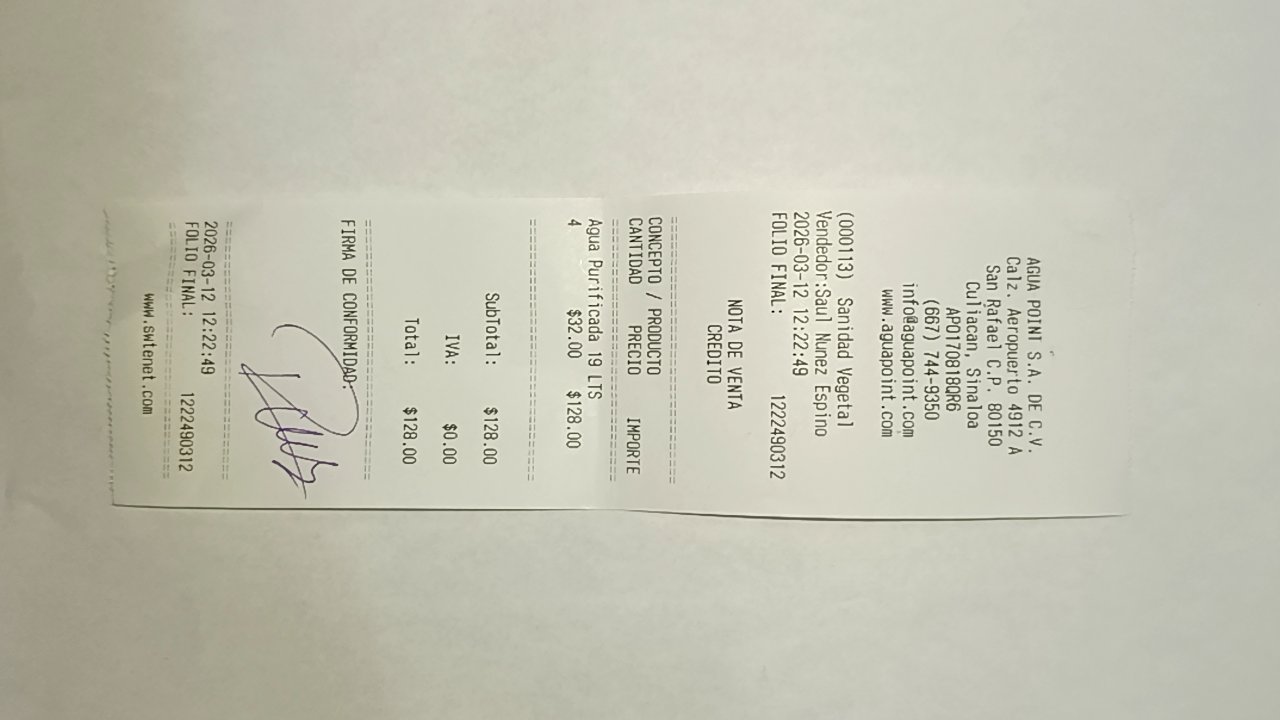 AGUA POINT S.A. DE C.V.
Calz. Aeropuerto 4912 A
San Rafael C.P. 80150
Culiacan, Sinaloa
APO170818QR6
(667) 744-9350
info@aguapoint.com
www.aguapoint.com
(000113) Sanidad Vegetal
Vendedor:Saul Nunez Espino
2026-03-12 12:22:49
FOLIO FINAL: 1222490312
NOTA DE VENTA
CREDITO
CONCEPTO / PRODUCTO
CANTIDAD PRECIO IMPORTE
Agua Purificada 19 LTS
4 $32.00 $128.00
SubTotal: $128.00
IVA: $0.00
Total: $128.00
FIRMA DE CONFORMIDAD:
2026-03-12 12:22:49
FOLIO FINAL: 1222490312
www.swtenet.com